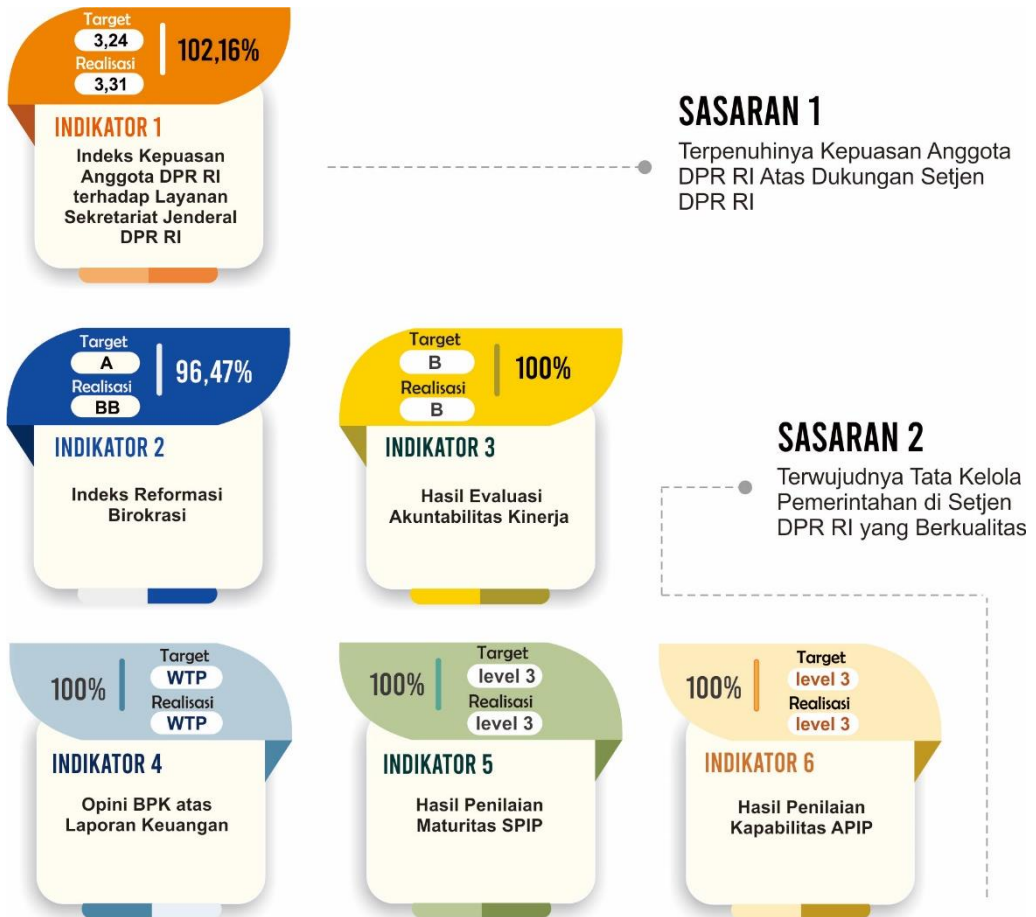 Target
3,24
Realisasi
3,31
102,16%
INDIKATOR 1
Indeks Kepuasan
Anggota DPR RI
terhadap Layanan
Sekretariat Jenderal
DPR RI
SASARAN 1
Terpenuhinya Kepuasan Anggota
DPR RI Atas Dukungan Setjen
DPR RI
Target
A
Realisasi
BB
96,47%
INDIKATOR 2
Indeks Reformasi
Birokrasi
Target
B
Realisasi
B
100%
INDIKATOR 3
Hasil Evaluasi
Akuntabilitas Kinerja
SASARAN 2
Terwujudnya Tata Kelola
Pemerintahan di Setjen
DPR RI yang Berkualitas
100%
Target
WTP
Realisasi
WTP
INDIKATOR 4
Opini BPK atas
Laporan Keuangan
100%
Target
level 3
Realisasi
level 3
INDIKATOR 5
Hasil Penilaian
Maturitas SPIP
100%
Target
level 3
Realisasi
level 3
INDIKATOR 6
Hasil Penilaian
Kapabilitas APIP